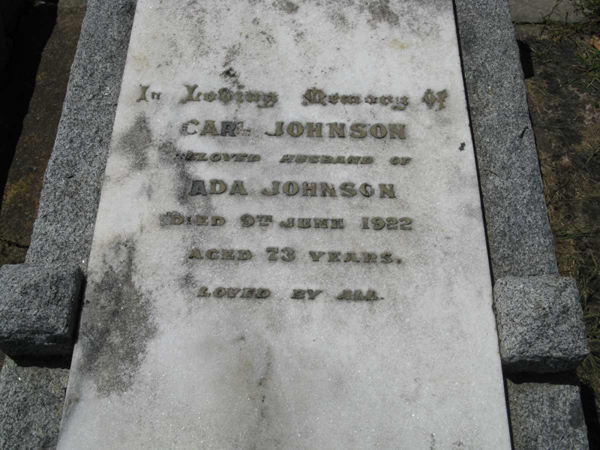 In Loving Memory Of
CARL JOHNSON
BELOVED HUSBAND OF
ADA JOHNSON
DIED 9TH JUNE 1922
AGED 73 YEARS.
LOVED BY ALL.